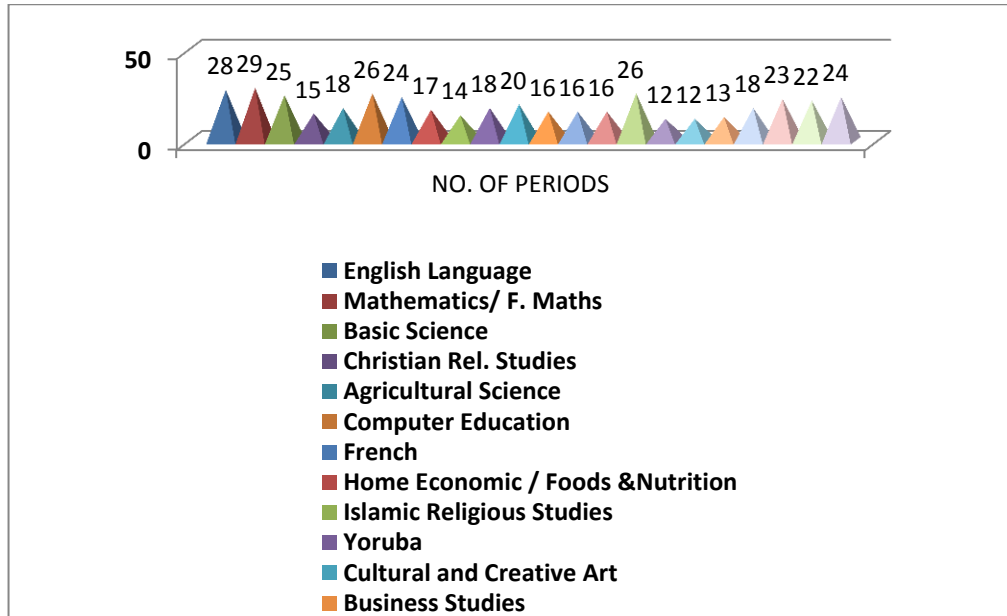 50
28 29 25 15 18 26 24 17 14 18 20 16 16 16 26 12 12 13 18 23 22 24
0
NO. OF PERIODS
English Language
Mathematics/ F. Maths
Basic Science
Christian Rel. Studies
Agricultural Science
Computer Education
French
Home Economic / Foods &Nutrition
Islamic Religious Studies
Yoruba
Cultural and Creative Art
Business Studies